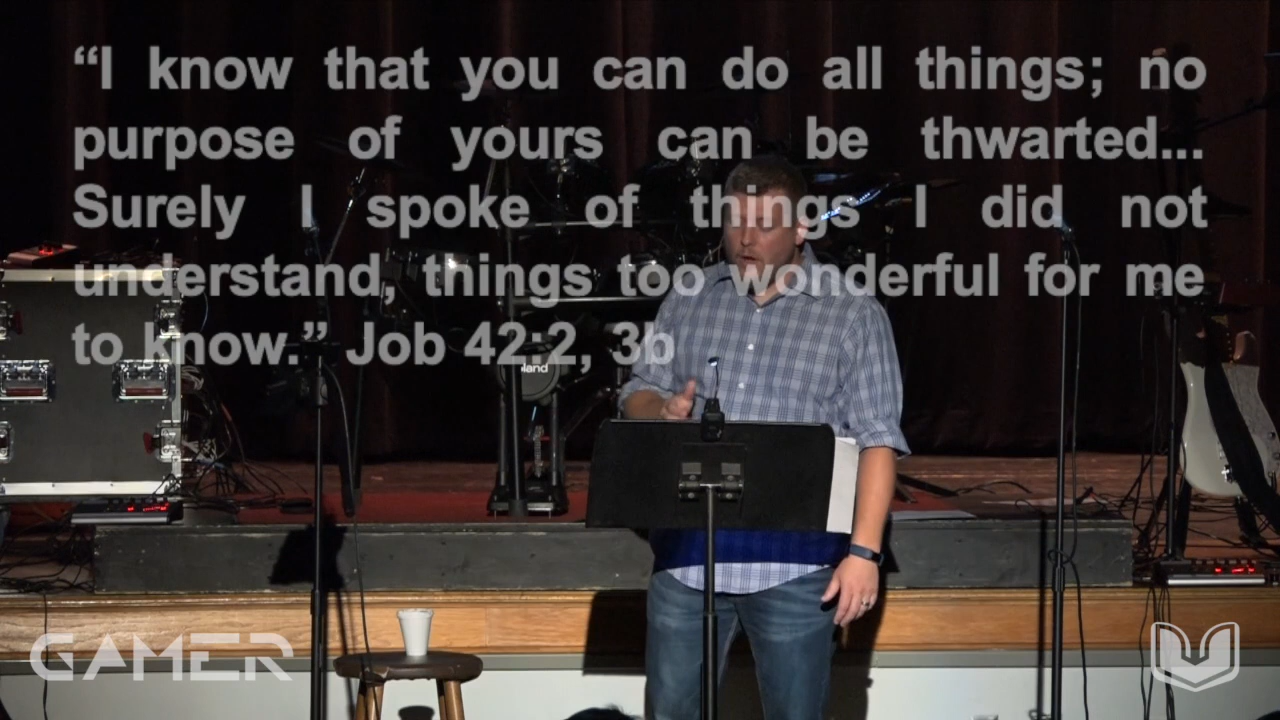 “I know that you can do all things; no
purpose of yours can be thwarted...
Surely I spoke of things I did not
understand, things too wonderful for me
to know.” Job 42:2, 3b
Roland
GAMER